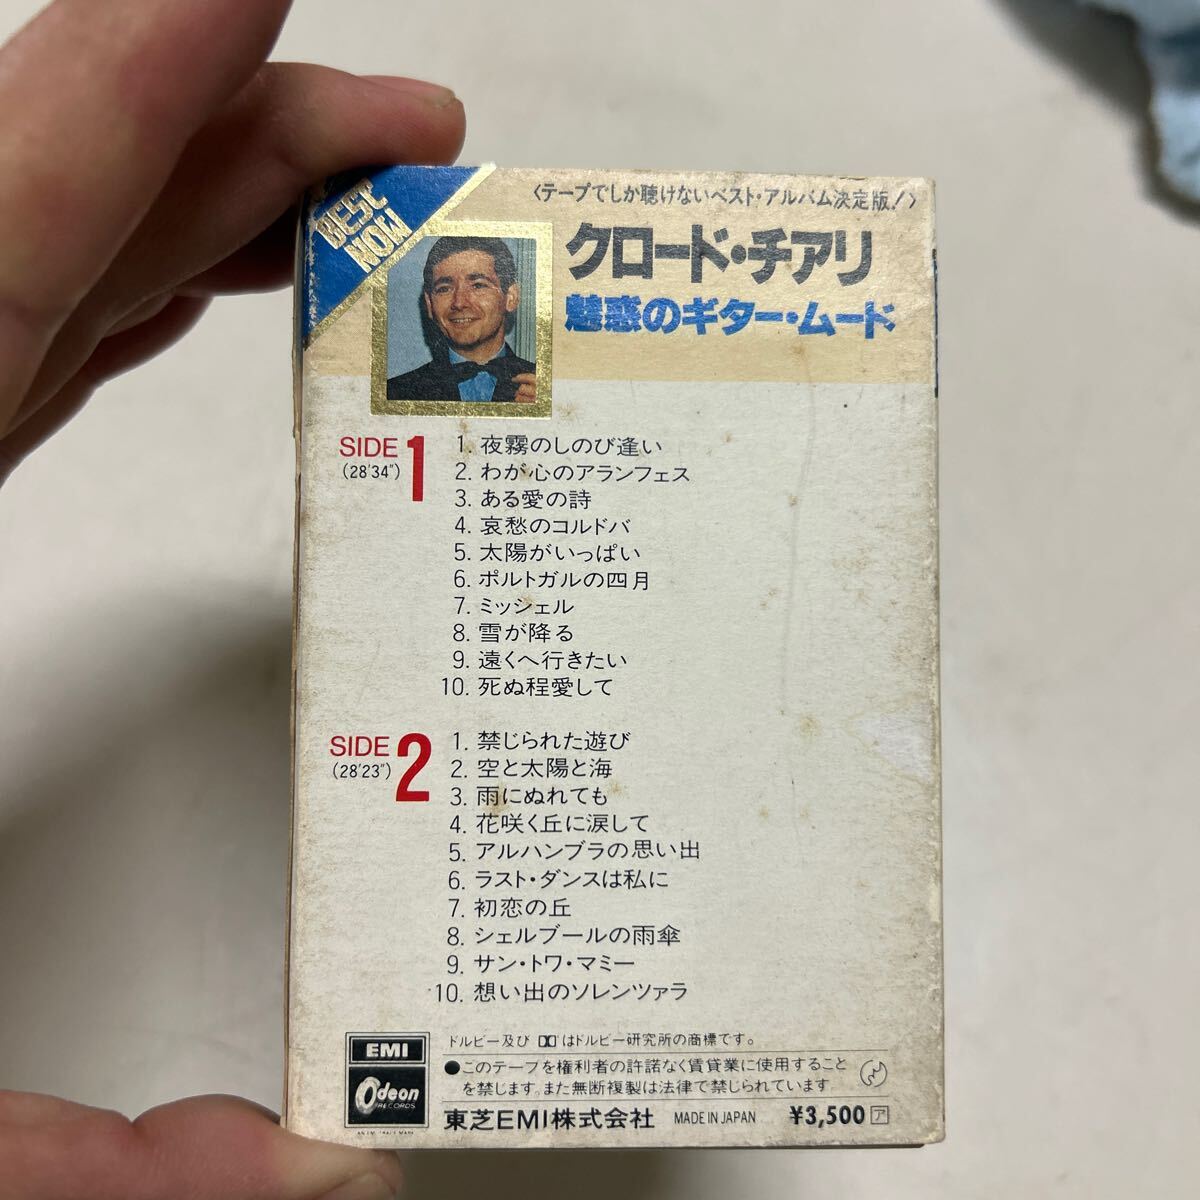 BEST
NOW
〈テープでしか聴けないベスト・アルバム決定版!〉
クロード・チアリ
魅惑のギター・ムード
SIDE 1
(28'34")
1. 夜霧のしのび逢い
2. わが心のアランフェス
3. ある愛の詩
4. 哀愁のコルドバ
5. 太陽がいっぱい
6. ポルトガルの四月
7. ミッシェル
8. 雪が降る
9. 遠くへ行きたい
10. 死ぬ程愛して
SIDE 2
(28'23")
1. 禁じられた遊び
2. 空と太陽と海
3. 雨にぬれても
4. 花咲く丘に涙して
5. アルハンブラの思い出
6. ラスト・ダンスは私に
7. 初恋の丘
8. シェルブールの雨傘
9. サン・トワ・マミー
10. 想い出のソレンツァラ
EMI
Odeon
RECORDS
ドルビー及び はドルビー研究所の商標です。
●このテープを権利者の許諾なく賃貸業に使用すること
を禁じます。また無断複製は法律で禁じられています
東芝EMI株式会社 MADE IN JAPAN ¥3,500 ア